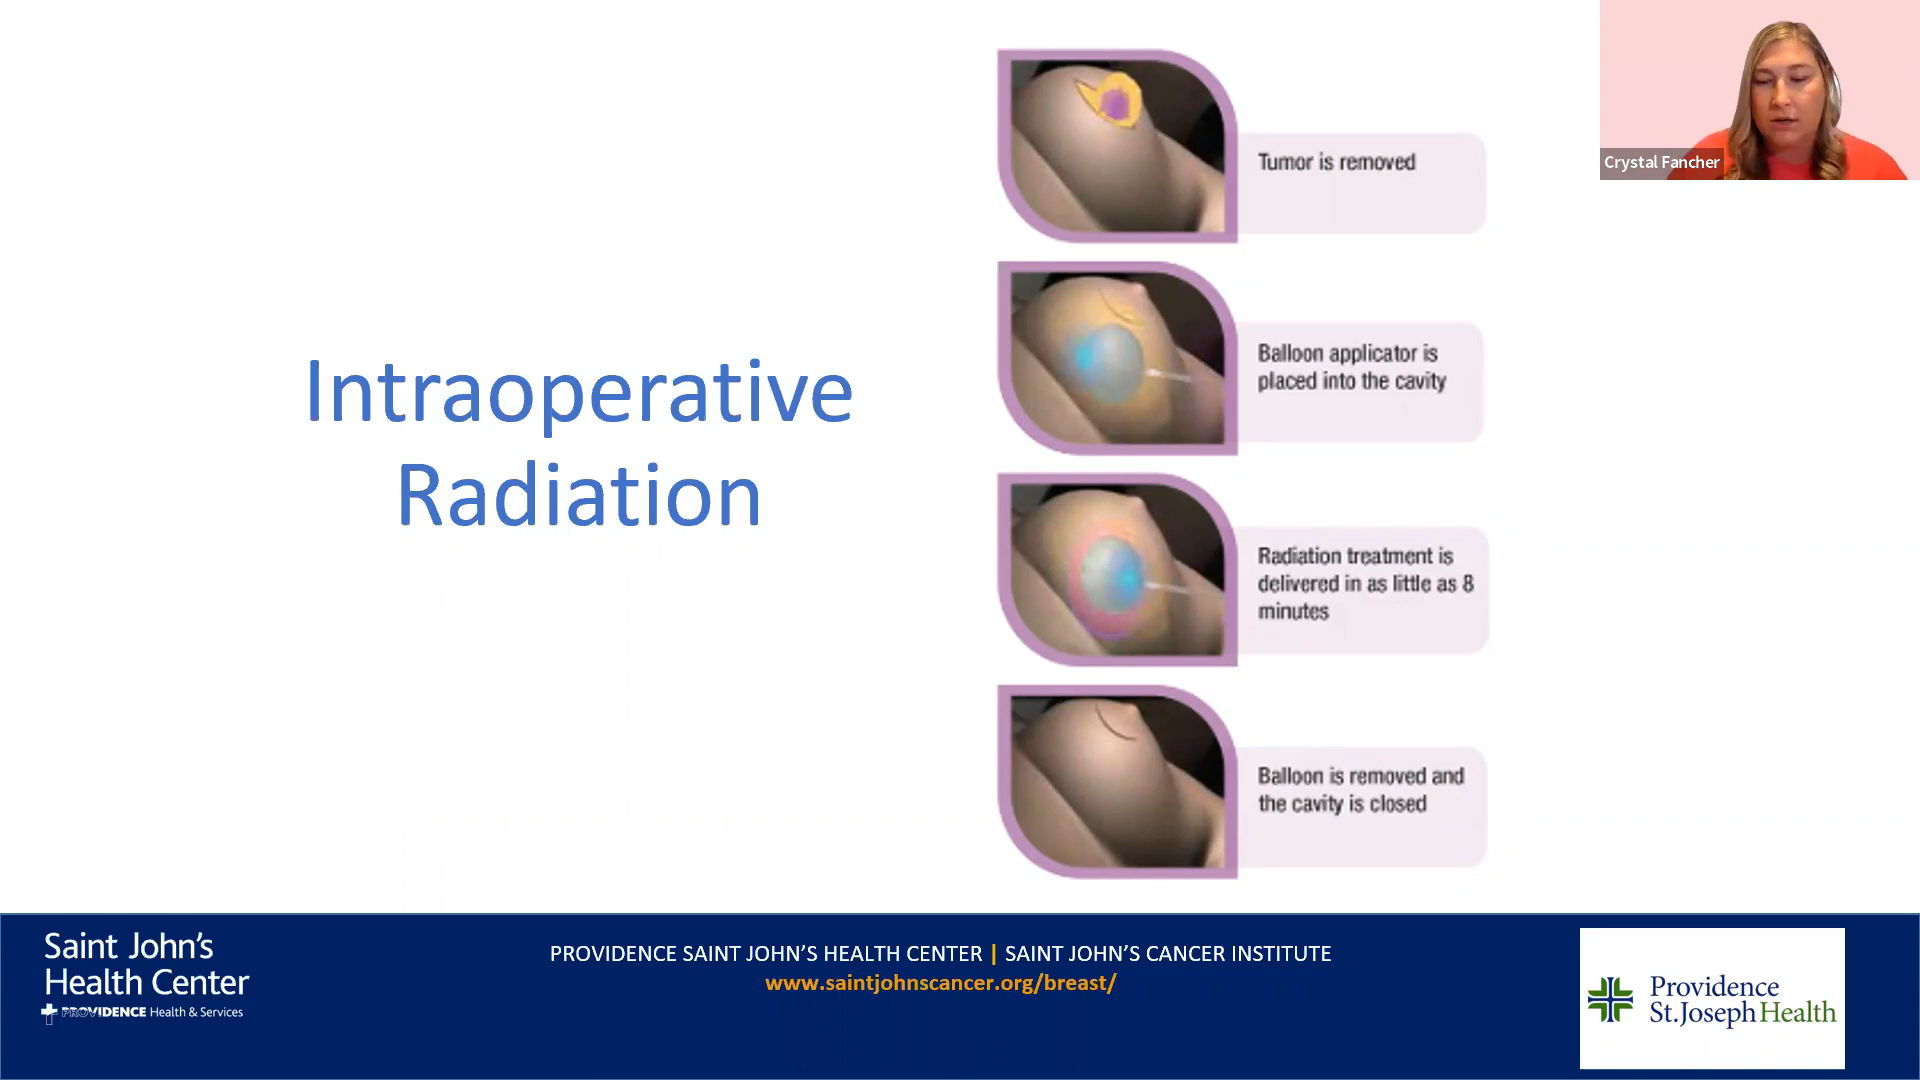 Intraoperative
Radiation
Tumor is removed
Balloon applicator is
placed into the cavity
Radiation treatment is
delivered in as little as 8
minutes
Balloon is removed and
the cavity is closed
Crystal Fancher
Saint John's
Health Center
PROVIDENCE Health & Services
PROVIDENCE SAINT JOHN'S HEALTH CENTER | SAINT JOHN'S CANCER INSTITUTE
www.saintjohnscancer.org/breast/
Providence
St.Joseph Health